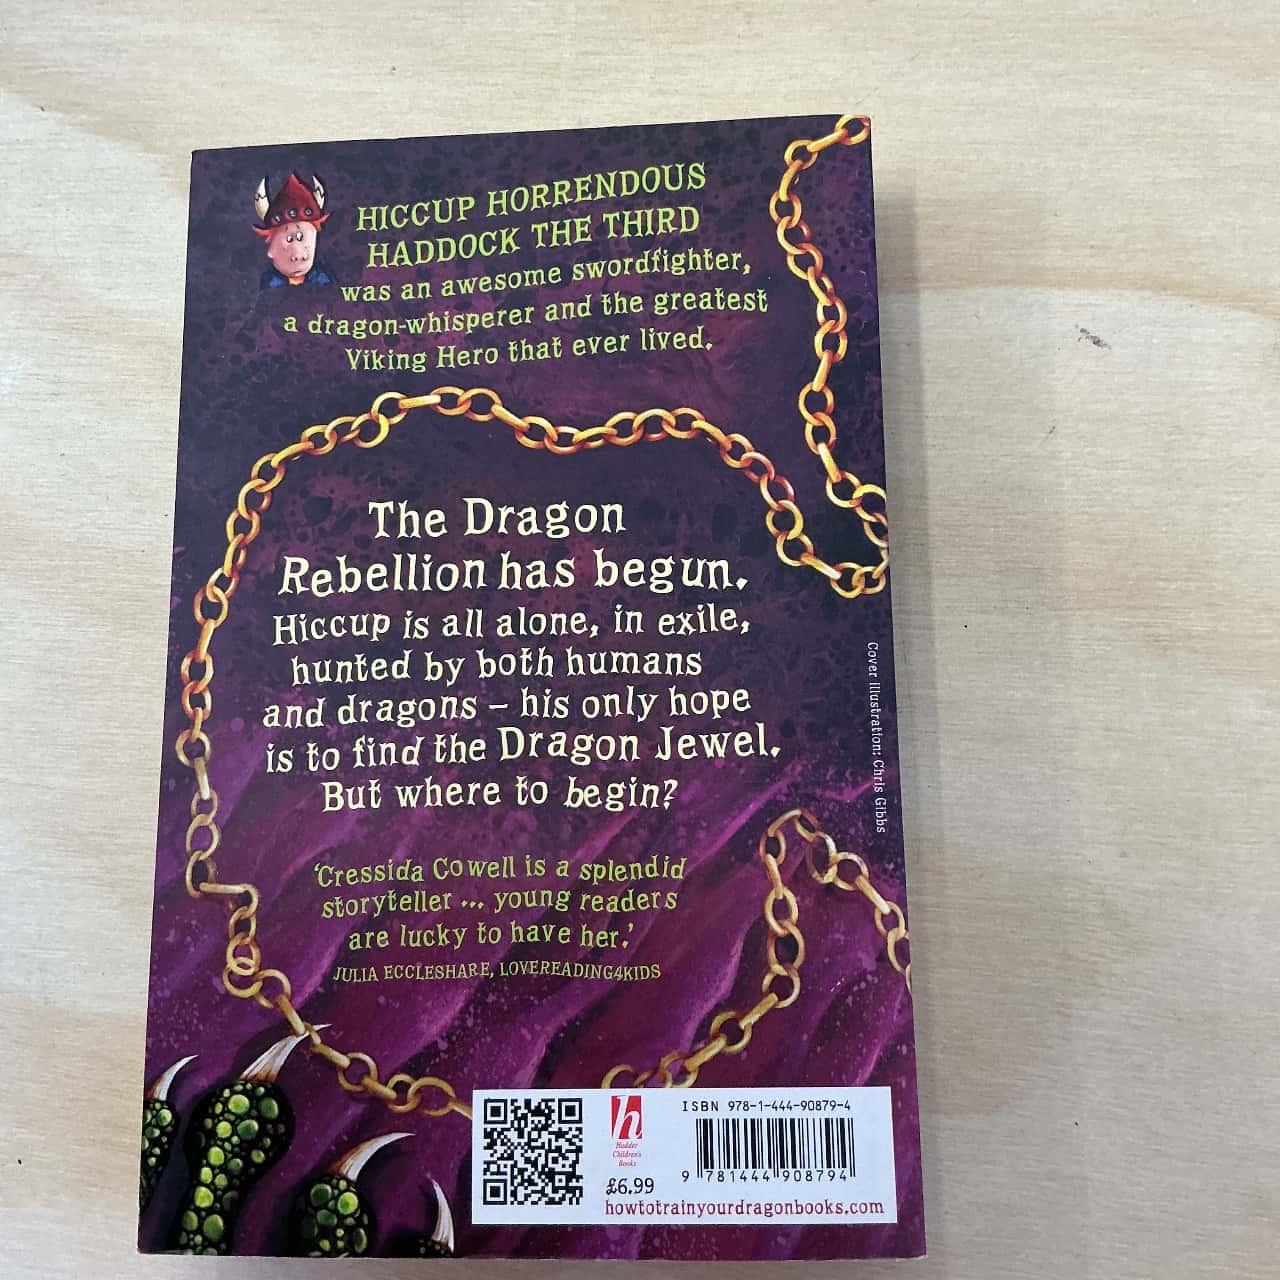 HICCUP HORRENDOUS
HADDOCK THE THIRD
was an awesome swordfighter,
a dragon-whisperer and the greatest
Viking Hero that ever lived.
The Dragon
Rebellion has begun.
Hiccup is all alone, in exile,
hunted by both humans
and dragons – his only hope
is to find the Dragon Jewel.
But where to begin?
‘Cressida Cowell is a splendid
storyteller ... young readers
are lucky to have her.’
JULIA ECCLESHARE, LOVEREADING4KIDS
Cover illustration: Chris Gibbs
h
Hodder
Children's
Books
£6.99
ISBN 978-1-444-90879-4
9 781444 908794
howtotrainyourdragonbooks.com